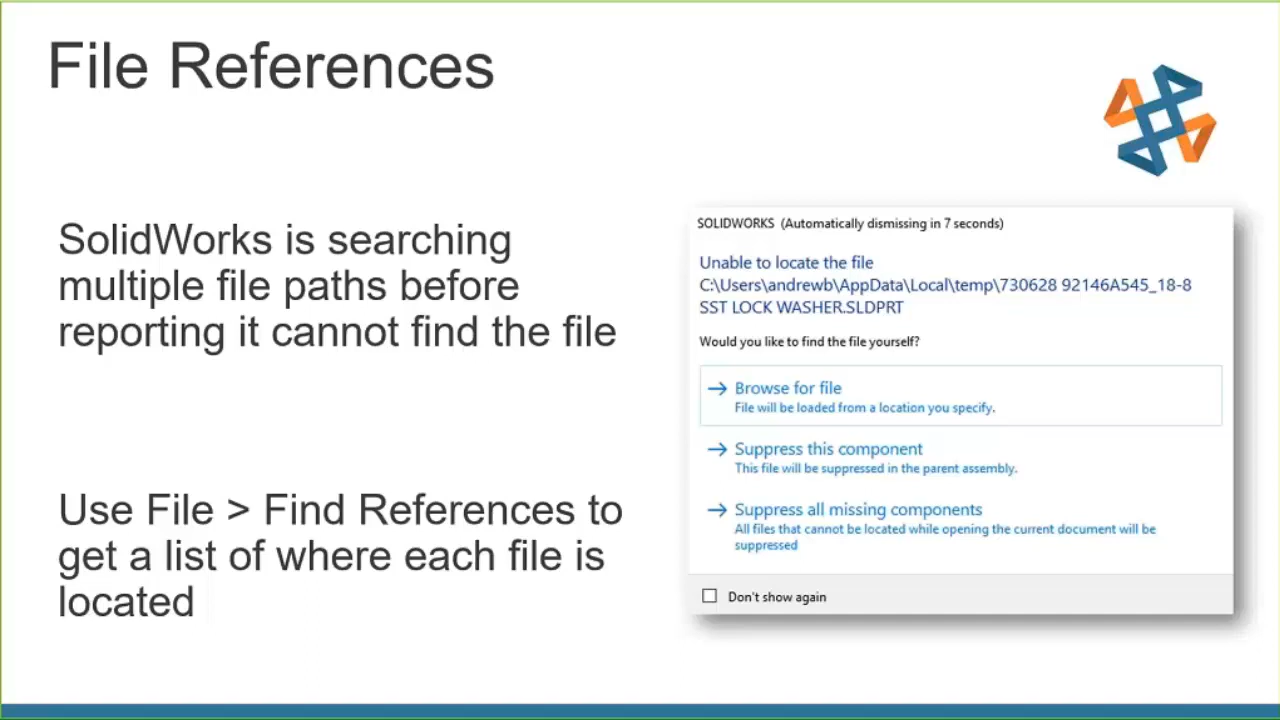 File References
SolidWorks is searching
multiple file paths before
reporting it cannot find the file
Use File > Find References to
get a list of where each file is
located
SOLIDWORKS (Automatically dismissing in 7 seconds)
Unable to locate the file
C:\Users\andrewb\AppData\Local\temp\730628 92146A545_18-8
SST LOCK WASHER.SLDPRT
Would you like to find the file yourself?
Browse for file
File will be loaded from a location you specify.
Suppress this component
This file will be suppressed in the parent assembly.
Suppress all missing components
All files that cannot be located while opening the current document will be
suppressed
Don't show again